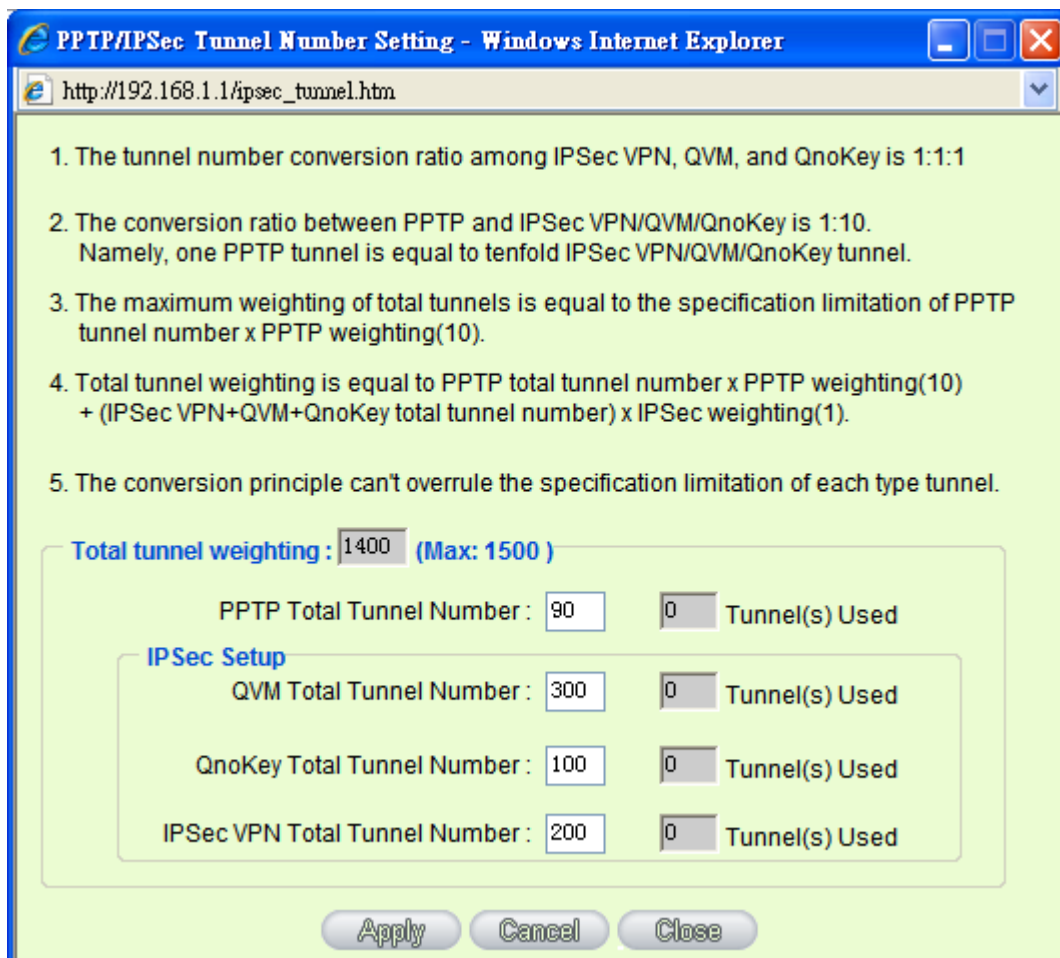 PPTP/IPSec Tunnel Number Setting - Windows Internet Explorer
http://192.168.1.1/ipsec_tunnel.htm
1. The tunnel number conversion ratio among IPSec VPN, QVM, and QnoKey is 1:1:1
2. The conversion ratio between PPTP and IPSec VPN/QVM/QnoKey is 1:10.
Namely, one PPTP tunnel is equal to tenfold IPSec VPN/QVM/QnoKey tunnel.
3. The maximum weighting of total tunnels is equal to the specification limitation of PPTP
tunnel number x PPTP weighting(10).
4. Total tunnel weighting is equal to PPTP total tunnel number x PPTP weighting(10)
+ (IPSec VPN+QVM+QnoKey total tunnel number) x IPSec weighting(1).
5. The conversion principle can't overrule the specification limitation of each type tunnel.
Total tunnel weighting : 1400 (Max: 1500 )
PPTP Total Tunnel Number : 90 0 Tunnel(s) Used
IPSec Setup
QVM Total Tunnel Number : 300 0 Tunnel(s) Used
QnoKey Total Tunnel Number : 100 0 Tunnel(s) Used
IPSec VPN Total Tunnel Number : 200 0 Tunnel(s) Used
Apply Cancel Close